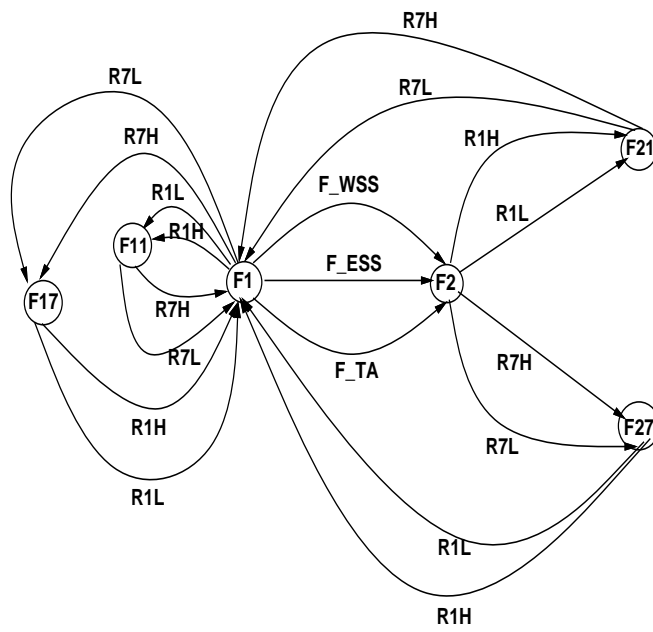 R7H
R7L
R7L
R7H
R1H
F21
F_WSS
R1L
R1H
F11
R1L
F_ESS
F1
F2
F17
R7H
R7L
F_TA
R7H
R1H
F27
R7L
R1L
R1L
R1H